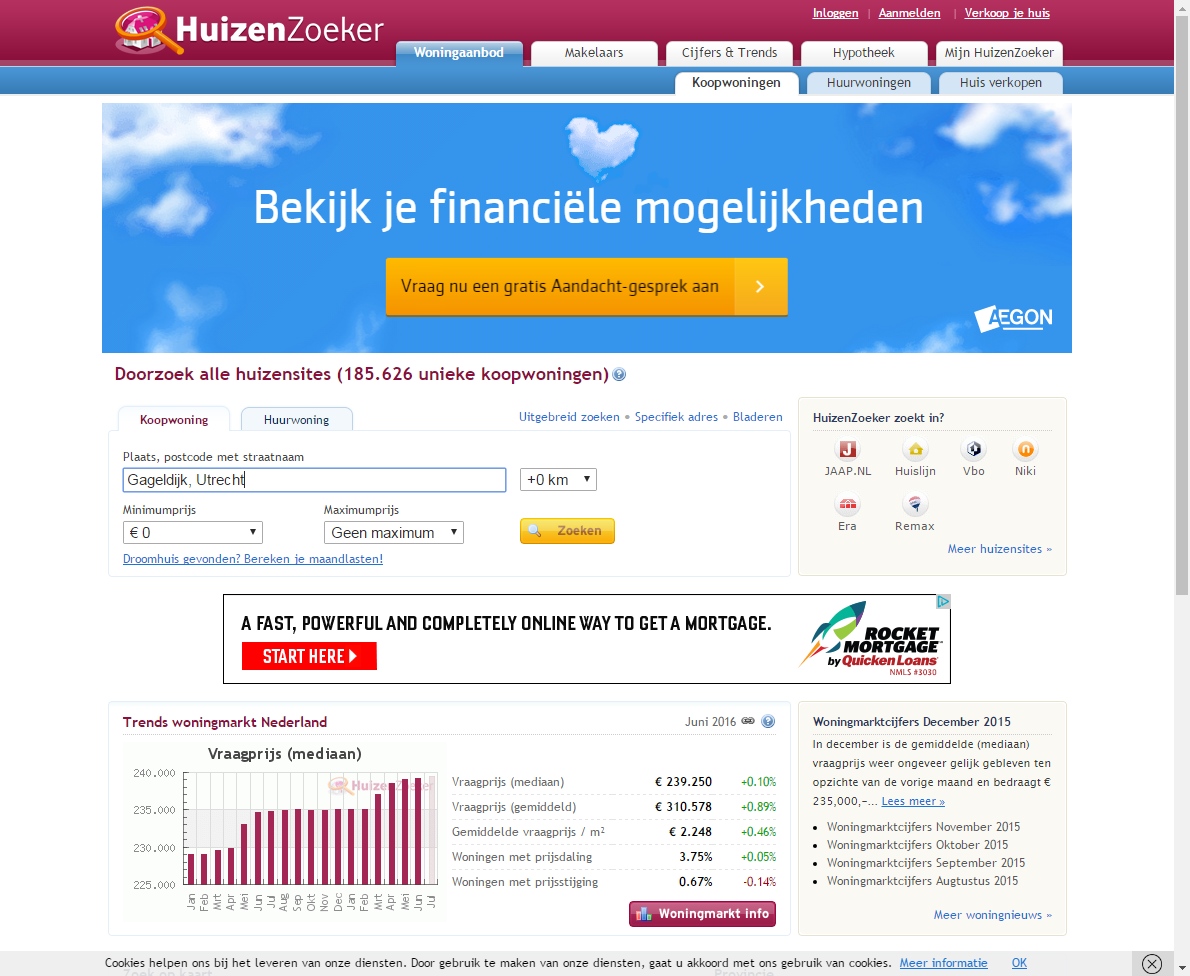 HuizenZoeker
Inloggen | Aanmelden | Verkoop je huis
Woningaanbod Makelaars Cijfers & Trends Hypotheek Mijn HuizenZoeker
Koopwoningen Huurwoningen Huis verkopen
Bekijk je financiële mogelijkheden
Vraag nu een gratis Aandacht-gesprek aan
AEGON
Doorzoek alle huizensites (185.626 unieke koopwoningen)
Koopwoning Huurwoning
Uitgebreid zoeken • Specifiek adres • Bladeren
Plaats, postcode met straatnaam
Gageldijk, Utrecht +0 km
Minimumprijs Maximumprijs
€ 0 Geen maximum Zoeken
Droomhuis gevonden? Bereken je maandlasten!
HuizenZoeker zoekt in?
JAAP.NL Huislijn Vbo Niki
Era Remax
Meer huizensites »
A FAST, POWERFUL AND COMPLETELY ONLINE WAY TO GET A MORTGAGE.
START HERE
ROCKET
MORTGAGE
by Quicken Loans
NMLS #3030
Trends woningmarkt Nederland Juni 2016
Vraagprijs (mediaan)
HuizenZoeker
240.000
235.000
230.000
225.000
Jan Feb Mrt Apr Mei Jun Jul Aug Sep Okt Nov Dec Jan Feb Mrt Apr Mei Jun Jul
Vraagprijs (mediaan) € 239.250 +0.10%
Vraagprijs (gemiddeld) € 310.578 +0.89%
Gemiddelde vraagprijs / m² € 2.248 +0.46%
Woningen met prijsdaling 3.75% +0.05%
Woningen met prijsstijging 0.67% -0.14%
Woningmarkt info
Woningmarktcijfers December 2015
In december is de gemiddelde (mediaan)
vraagprijs weer ongeveer gelijk gebleven ten
opzichte van de vorige maand en bedraagt €
235,000,-... Lees meer »
Woningmarktcijfers November 2015
Woningmarktcijfers Oktober 2015
Woningmarktcijfers September 2015
Woningmarktcijfers Augtustus 2015
Meer woningnieuws »
Cookies helpen ons bij het leveren van onze diensten. Door gebruik te maken van onze diensten, gaat u akkoord met ons gebruik van cookies. Meer informatie OK
Zoek op kaart Provincie